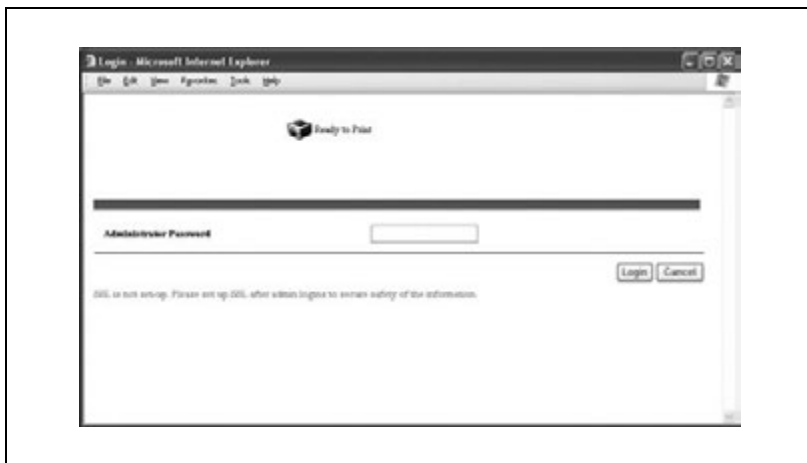 Login - Microsoft Internet Explorer
File Edit View Favorites Tools Help
Ready to Print
Administrator Password
Login Cancel
SSL is not set-up. Please set up SSL after admin logins to secure safety of the information.